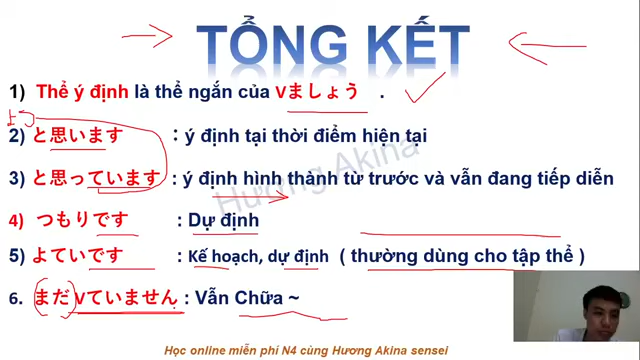 TỔNG KẾT
1) Thể ý định là thể ngắn của Vましょう .
よう
2) と思います : ý định tại thời điểm hiện tại
3) と思っています : ý định hình thành từ trước và vẫn đang tiếp diễn
4) つもりです : Dự định
5) よていです : Kế hoạch, dự định ( thường dùng cho tập thể )
6. (まだ) Vていません : Vẫn Chữa ~
Hương Akina
Học online miễn phí N4 cùng Hương Akina sensei